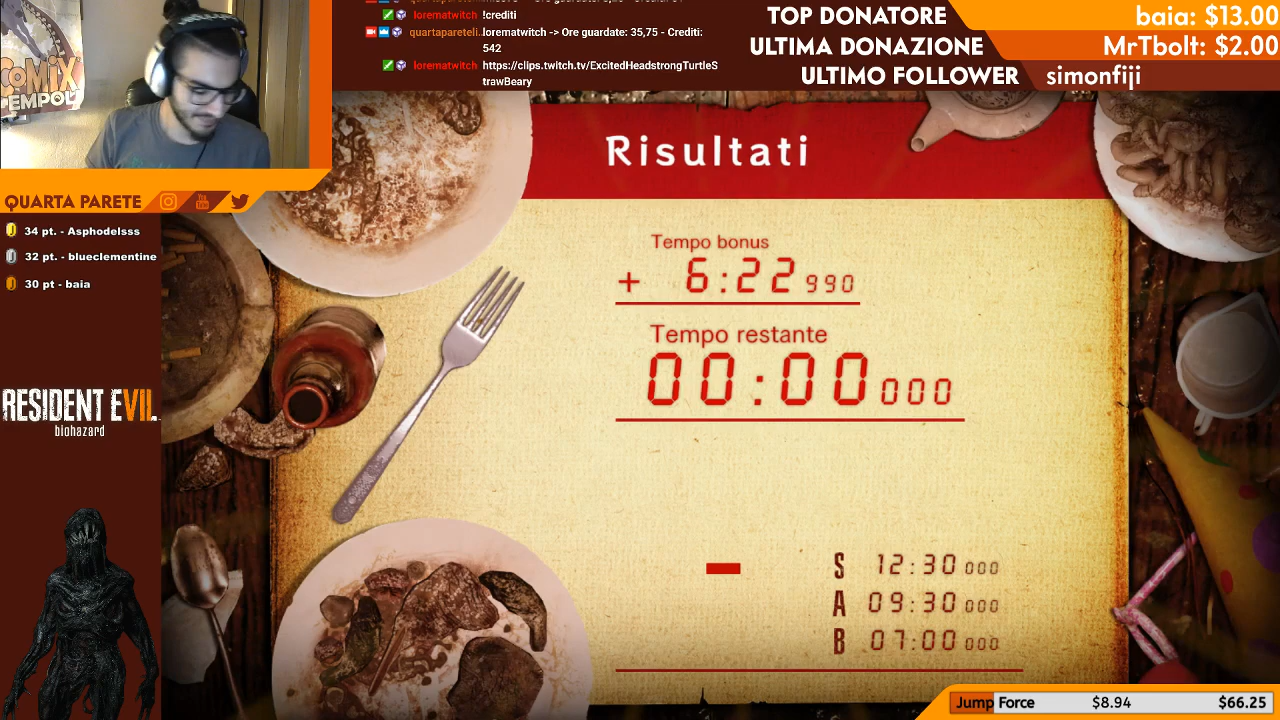 COMiX
TEMPOL
lorematwitch !crediti
quartapareteli.. lorematwitch -> Ore guardate: 35,75 - Crediti:
542
lorematwitch https://clips.twitch.tv/ExcitedHeadstrongTurtleS
trawBeary
TOP DONATORE baia: $13.00
ULTIMA DONAZIONE MrTbolt: $2.00
ULTIMO FOLLOWER simonfiji
QUARTA PARETE
34 pt. - Asphodelsss
32 pt. - blueclementine
30 pt - baia
RESIDENT EVIL
biohazard
Risultati
Tempo bonus
+ 6:22 990
Tempo restante
00:00 000
S 12:30 000
A 09:30 000
B 07:00 000
Jump Force $8.94 $66.25